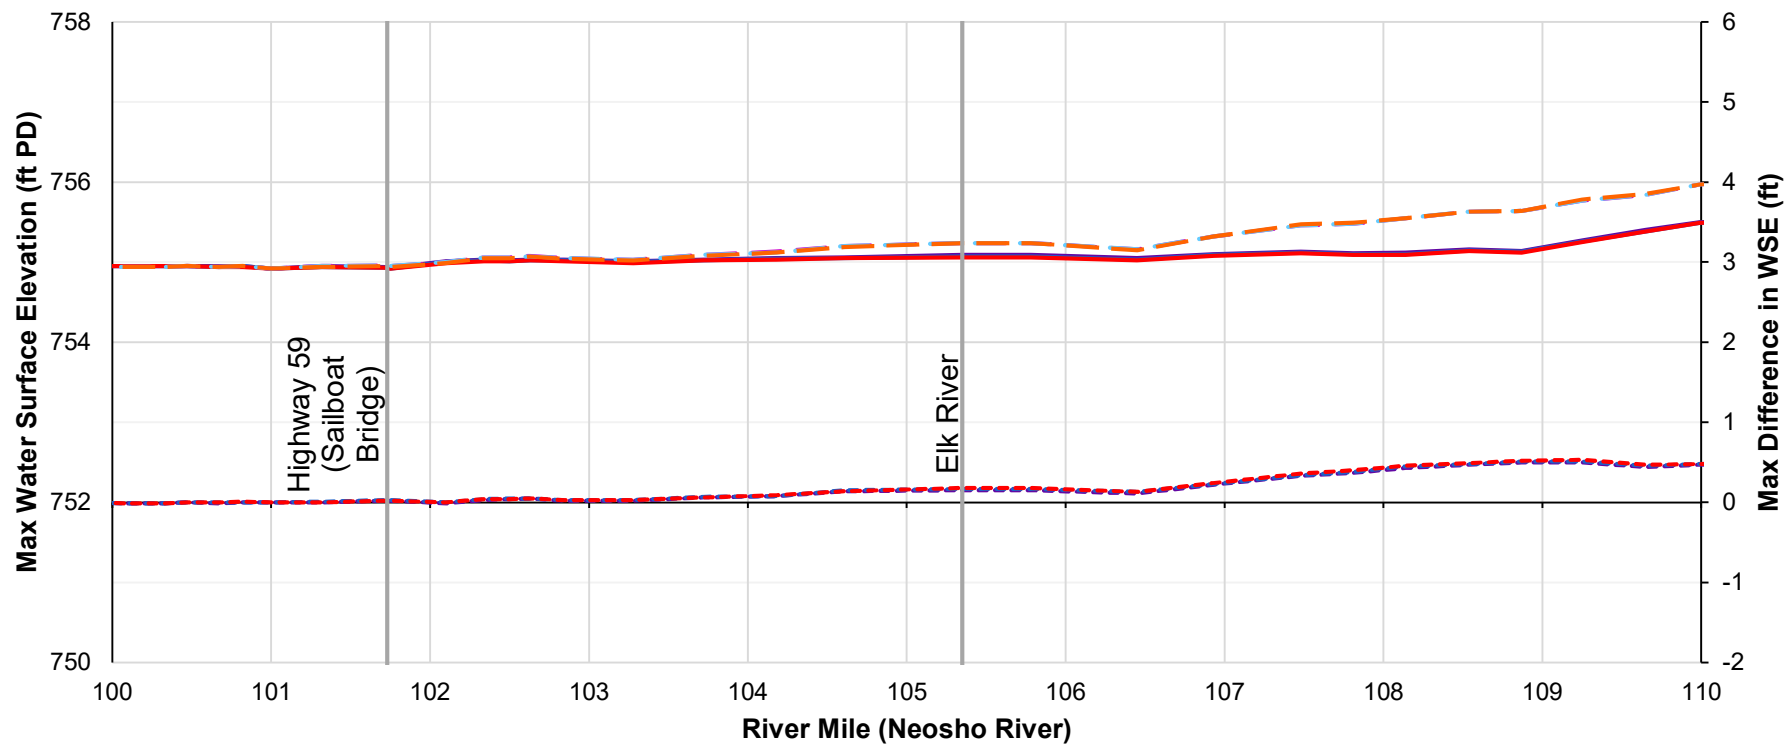 Max Water Surface Elevation (ft PD)
758
756
754
752
750
Highway 59
(Sailboat
Bridge)
Elk River
6
5
4
3
2
1
0
-1
-2
Max Difference in WSE (ft)
100 101 102 103 104 105 106 107 108 109 110
River Mile (Neosho River)